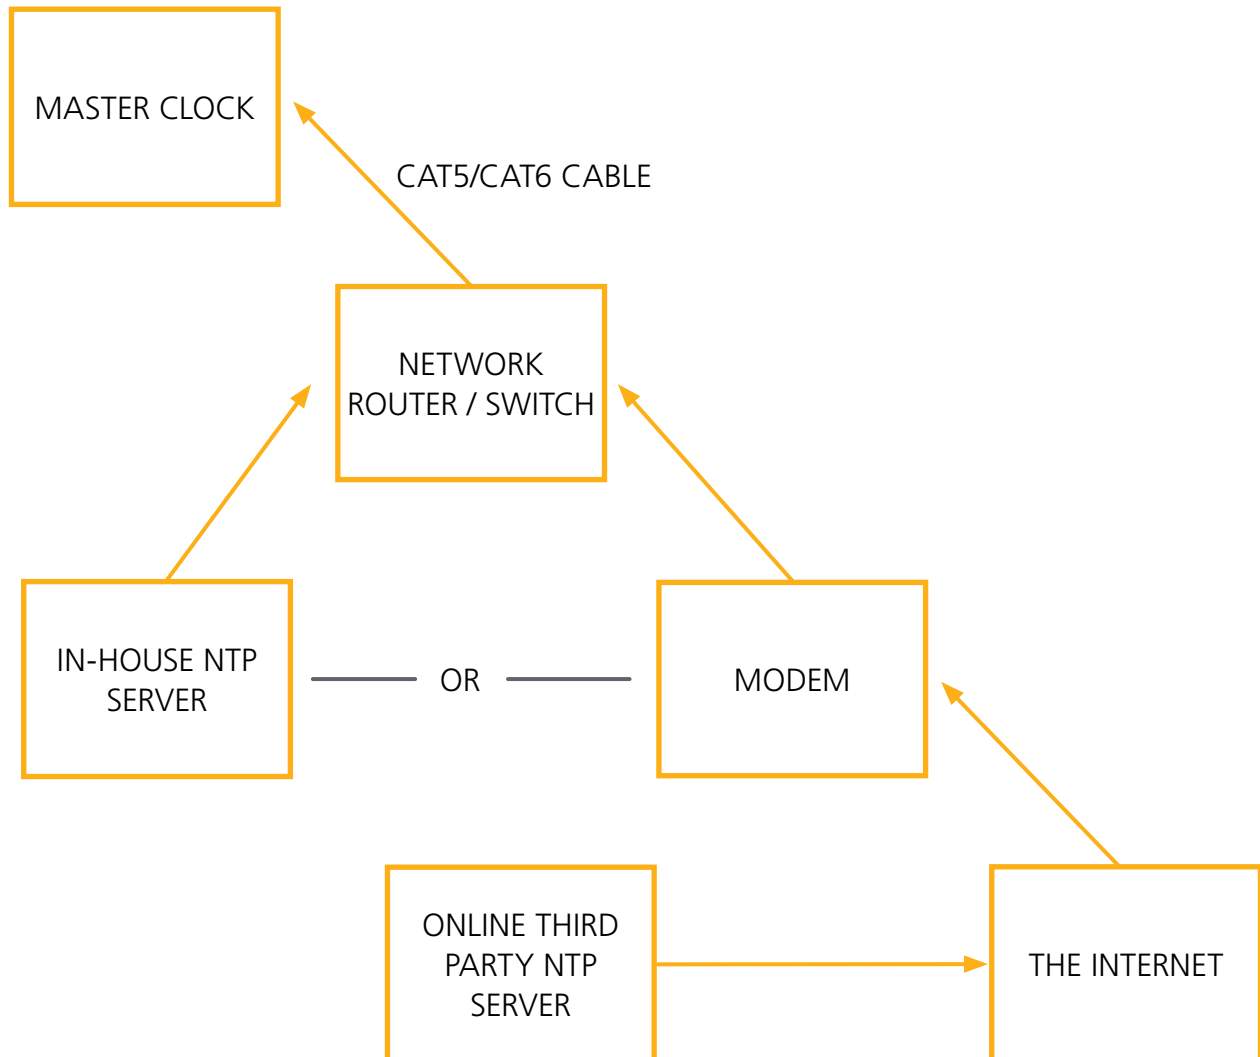 MASTER CLOCK
CAT5/CAT6 CABLE
NETWORK
ROUTER / SWITCH
IN-HOUSE NTP
SERVER
OR
MODEM
ONLINE THIRD
PARTY NTP
SERVER
THE INTERNET